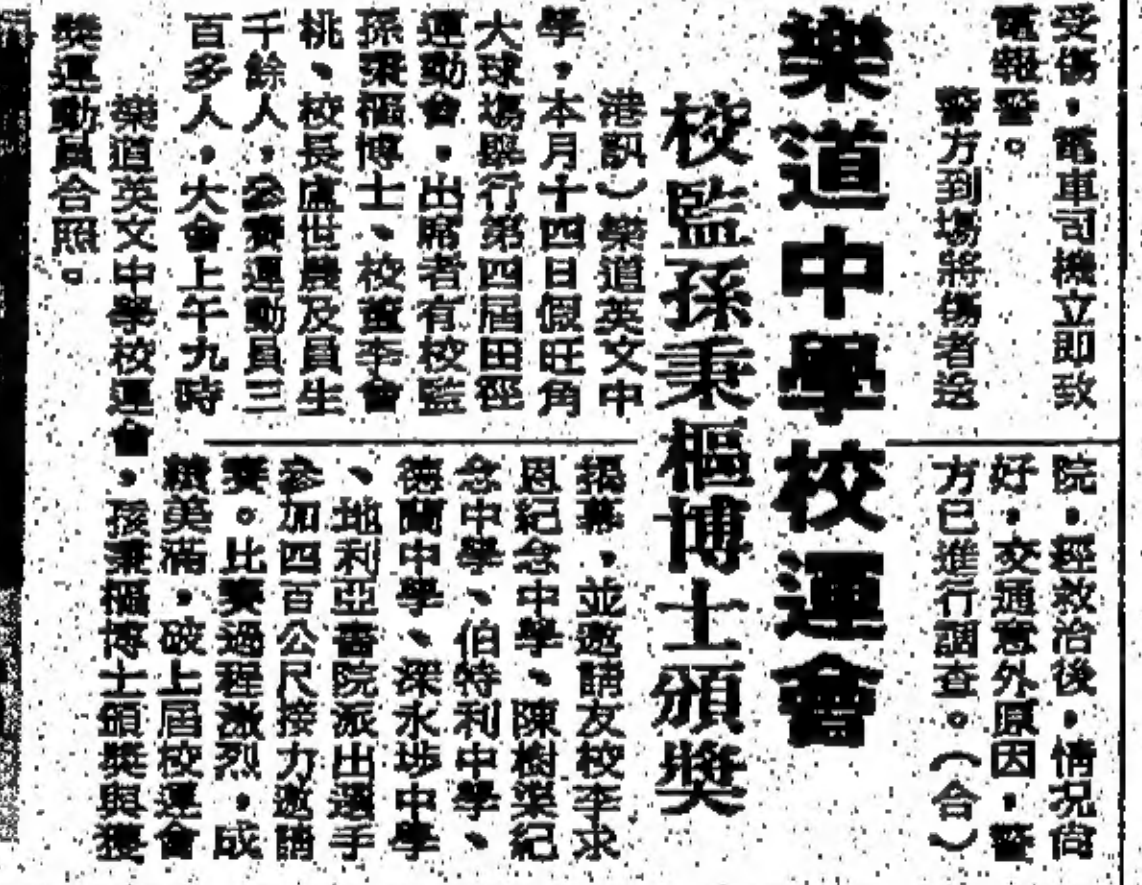 受傷,電車司機立即致
電報警。
警方到場將傷者送
院,經救治後,情況尚
好,交通意外原因,警
方已進行調查。(合)
樂道中學校運會
校監孫秉樞博士頒獎
港訊)樂道英文中
學,本月十四日假旺角
大球場舉行第四屆田徑
運動會,出席者有校監
孫秉樞博士、校董李會
桃、校長盧世農及員生
千餘人,參賽運動員三
百多人,大會上午九時
揭幕,並邀請友校李求
恩紀念中學、陳樹渠紀
念中學、伯特利中學、
德蘭中學、深水埗中學
、地利亞書院派出選手
參加四百公尺接力邀請
賽。比賽過程激烈,成
績美滿,破上屆校運會
樂道英文中學校運會,孫秉樞博士頒獎與獲
獎運動員合照。